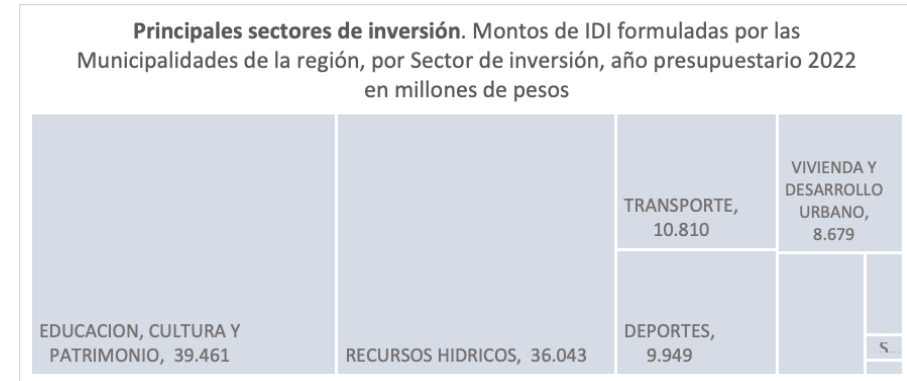 Principales sectores de inversión. Montos de IDI formuladas por las
Municipalidades de la región, por Sector de inversión, año presupuestario 2022
en millones de pesos
EDUCACION, CULTURA Y
PATRIMONIO, 39.461
RECURSOS HIDRICOS, 36.043
TRANSPORTE,
10.810
DEPORTES,
9.949
VIVIENDA Y
DESARROLLO
URBANO,
8.679
S...